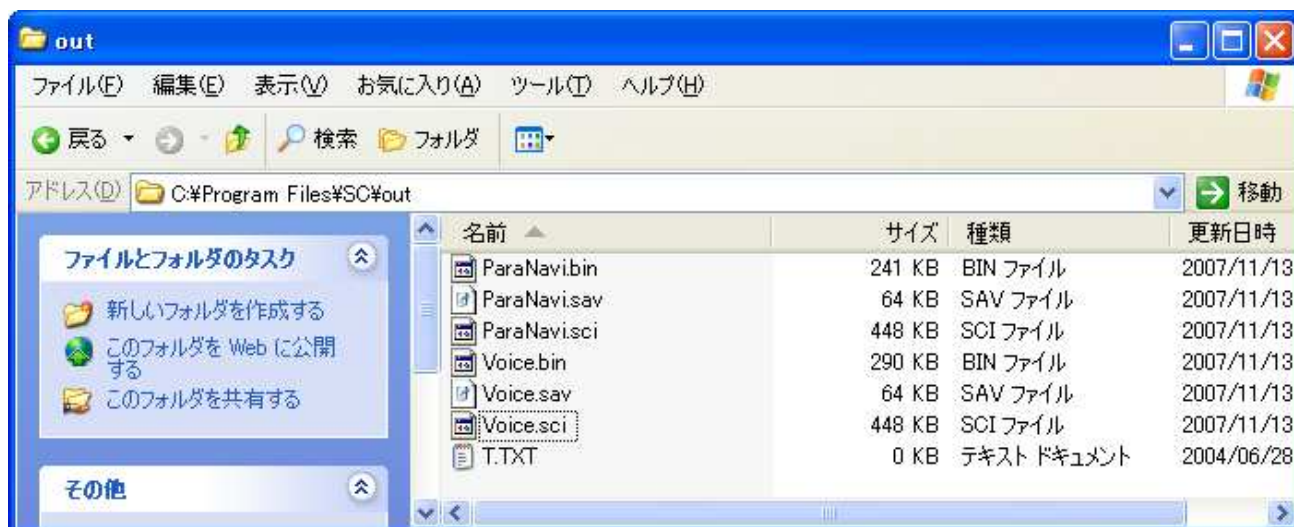 out
ファイル(F) 編集(E) 表示(V) お気に入り(A) ツール(T) ヘルプ(H)
戻る 検索 フォルダ
アドレス(D) C:¥Program Files¥SC¥out 移動
ファイルとフォルダのタスク
新しいフォルダを作成する
このフォルダを Web に公開
する
このフォルダを共有する
その他
名前 サイズ 種類 更新日時
ParaNavi.bin 241 KB BIN ファイル 2007/11/13
ParaNavi.sav 64 KB SAV ファイル 2007/11/13
ParaNavi.sci 448 KB SCI ファイル 2007/11/13
Voice.bin 290 KB BIN ファイル 2007/11/13
Voice.sav 64 KB SAV ファイル 2007/11/13
Voice.sci 448 KB SCI ファイル 2007/11/13
T.TXT 0 KB テキスト ドキュメント 2004/06/28